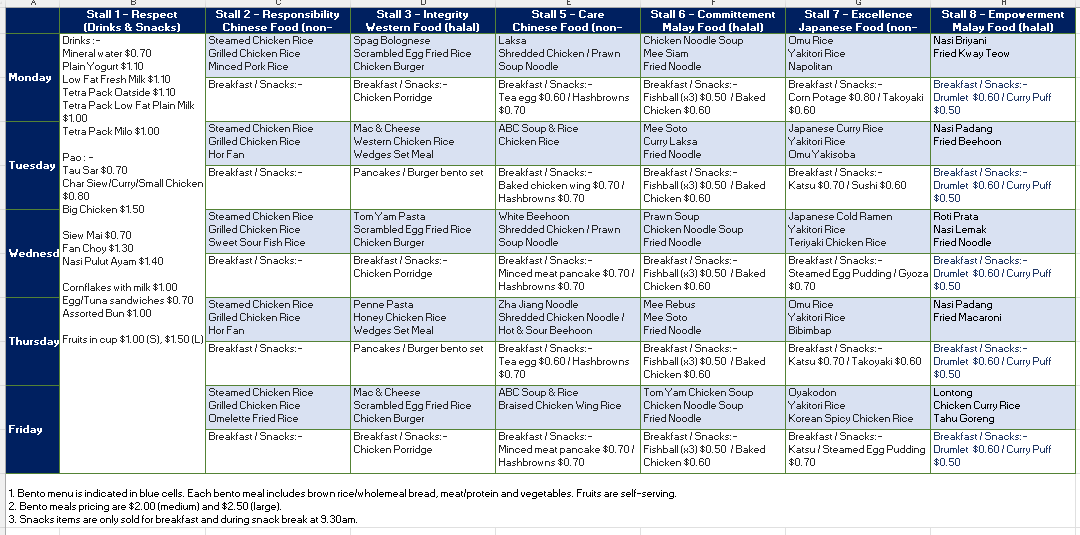 A B C D E F G H
Stall 1 - Respect
(Drinks & Snacks)
Stall 2 - Responsibility
Chinese Food (non-
Stall 3 - Integrity
Western Food (halal)
Stall 5 - Care
Chinese Food (non-
Stall 6 - Committement
Malay Food (halal)
Stall 7 - Excellence
Japanese Food (non-
Stall 8 - Empowerment
Malay Food (halal)
Drinks :-
Mineral water $0.70
Plain Yogurt $1.10
Low Fat Fresh Milk $1.10
Tetra Pack Oatside $1.10
Tetra Pack Low Fat Plain Milk
$1.00
Tetra Pack Milo $1.00
Pao : -
Tau Sar $0.70
Char Siew/Curry/Small Chicken
$0.80
Big Chicken $1.50
Siew Mai $0.70
Fan Choy $1.30
Nasi Pulut Ayam $1.40
Cornflakes with milk $1.00
Egg/Tuna sandwiches $0.70
Assorted Bun $1.00
Fruits in cup $1.00 (S), $1.50 (L)
Monday
Steamed Chicken Rice
Grilled Chicken Rice
Minced Pork Rice
Spag Bolognese
Scrambled Egg Fried Rice
Chicken Burger
Laksa
Shredded Chicken / Prawn
Soup Noodle
Chicken Noodle Soup
Mee Siam
Fried Noodle
Omu Rice
Yakitori Rice
Napolitan
Nasi Briyani
Fried Kway Teow
Breakfast / Snacks:-
Breakfast / Snacks:-
Chicken Porridge
Breakfast / Snacks:-
Tea egg $0.60 / Hashbrowns
$0.70
Breakfast / Snacks:-
Fishball (x3) $0.50 / Baked
Chicken $0.60
Breakfast / Snacks:-
Corn Potage $0.80 / Takoyaki
$0.60
Breakfast / Snacks:-
Drumlet $0.60 / Curry Puff
$0.50
Tuesday
Steamed Chicken Rice
Grilled Chicken Rice
Hor Fan
Mac & Cheese
Western Chicken Rice
Wedges Set Meal
ABC Soup & Rice
Chicken Rice
Mee Soto
Curry Laksa
Fried Noodle
Japanese Curry Rice
Yakitori Rice
Omu Yakisoba
Nasi Padang
Fried Beehoon
Breakfast / Snacks:-
Pancakes / Burger bento set
Breakfast / Snacks:-
Baked chicken wing $0.70 /
Hashbrowns $0.70
Breakfast / Snacks:-
Fishball (x3) $0.50 / Baked
Chicken $0.60
Breakfast / Snacks:-
Katsu $0.70 / Sushi $0.60
Breakfast / Snacks:-
Drumlet $0.60 / Curry Puff
$0.50
Wednesd
Steamed Chicken Rice
Grilled Chicken Rice
Sweet Sour Fish Rice
Tom Yam Pasta
Scrambled Egg Fried Rice
Chicken Burger
White Beehoon
Shredded Chicken / Prawn
Soup Noodle
Prawn Soup
Chicken Noodle Soup
Fried Noodle
Japanese Cold Ramen
Yakitori Rice
Teriyaki Chicken Rice
Roti Prata
Nasi Lemak
Fried Noodle
Breakfast / Snacks:-
Breakfast / Snacks:-
Chicken Porridge
Breakfast / Snacks:-
Minced meat pancake $0.70 /
Hashbrowns $0.70
Breakfast / Snacks:-
Fishball (x3) $0.50 / Baked
Chicken $0.60
Breakfast / Snacks:-
Steamed Egg Pudding / Gyoza
$0.70
Breakfast / Snacks:-
Drumlet $0.60 / Curry Puff
$0.50
Thursday
Steamed Chicken Rice
Grilled Chicken Rice
Hor Fan
Penne Pasta
Honey Chicken Rice
Wedges Set Meal
Zha Jiang Noodle
Shredded Chicken Noodle /
Hot & Sour Beehoon
Mee Rebus
Mee Soto
Fried Noodle
Omu Rice
Yakitori Rice
Bibimbap
Nasi Padang
Fried Macaroni
Breakfast / Snacks:-
Pancakes / Burger bento set
Breakfast / Snacks:-
Tea egg $0.60 / Hashbrowns
$0.70
Breakfast / Snacks:-
Fishball (x3) $0.50 / Baked
Chicken $0.60
Breakfast / Snacks:-
Katsu $0.70 / Takoyaki $0.60
Breakfast / Snacks:-
Drumlet $0.60 / Curry Puff
$0.50
Friday
Steamed Chicken Rice
Grilled Chicken Rice
Omelette Fried Rice
Mac & Cheese
Scrambled Egg Fried Rice
Chicken Burger
ABC Soup & Rice
Braised Chicken Wing Rice
Tom Yam Chicken Soup
Chicken Noodle Soup
Fried Noodle
Oyakodon
Yakitori Rice
Korean Spicy Chicken Rice
Lontong
Chicken Curry Rice
Tahu Goreng
Breakfast / Snacks:-
Breakfast / Snacks:-
Chicken Porridge
Breakfast / Snacks:-
Minced meat pancake $0.70 /
Hashbrowns $0.70
Breakfast / Snacks:-
Fishball (x3) $0.50 / Baked
Chicken $0.60
Breakfast / Snacks:-
Katsu / Steamed Egg Pudding
$0.70
Breakfast / Snacks:-
Drumlet $0.60 / Curry Puff
$0.50
1. Bento menu is indicated in blue cells. Each bento meal includes brown rice/wholemeal bread, meat/protein and vegetables. Fruits are self-serving.
2. Bento meals pricing are $2.00 (medium) and $2.50 (large).
3. Snacks items are only sold for breakfast and during snack break at 9.30am.